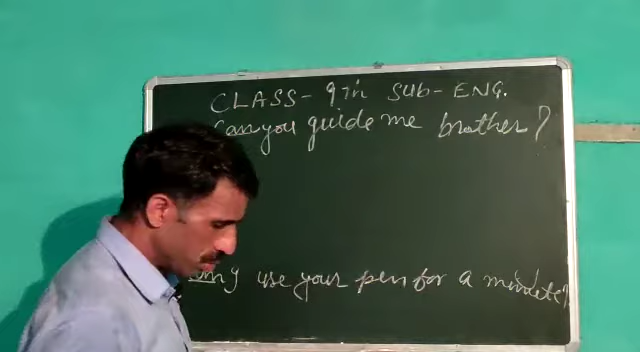 CLASS- 9TH SUB- ENG.
Can you guide me brother?
use your pen for a minute?